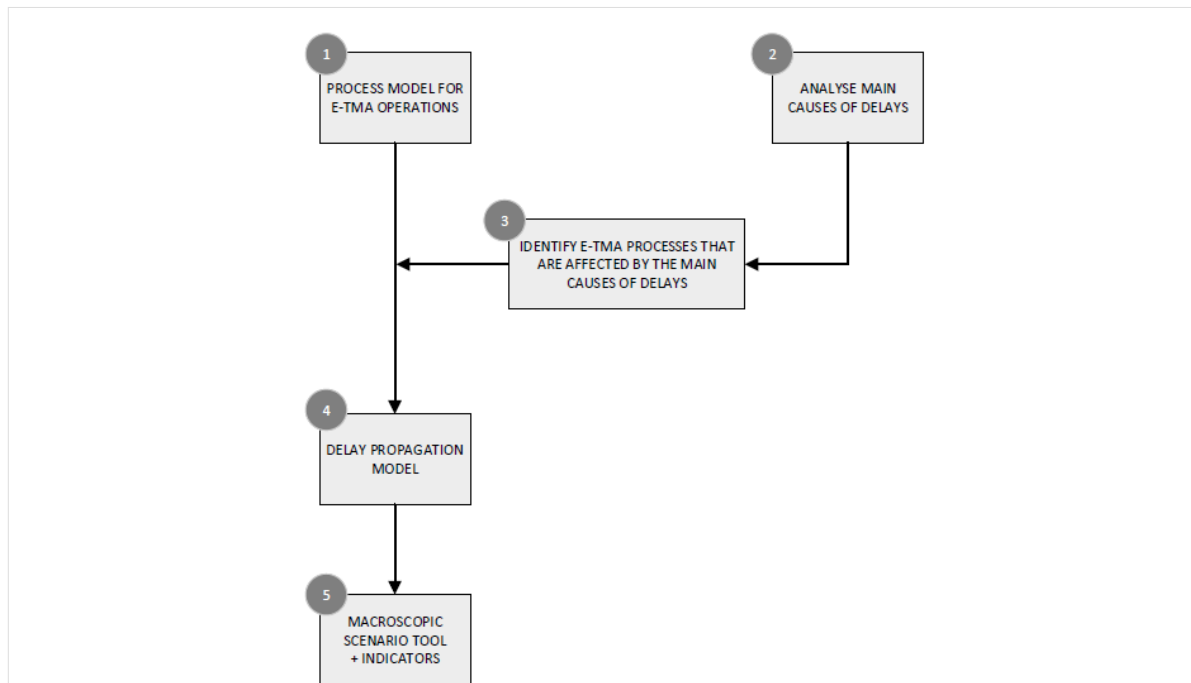 1
PROCESS MODEL FOR
E-TMA OPERATIONS
2
ANALYSE MAIN
CAUSES OF DELAYS
3
IDENTIFY E-TMA PROCESSES THAT
ARE AFFECTED BY THE MAIN
CAUSES OF DELAYS
4
DELAY PROPAGATION
MODEL
5
MACROSCOPIC
SCENARIO TOOL
+ INDICATORS